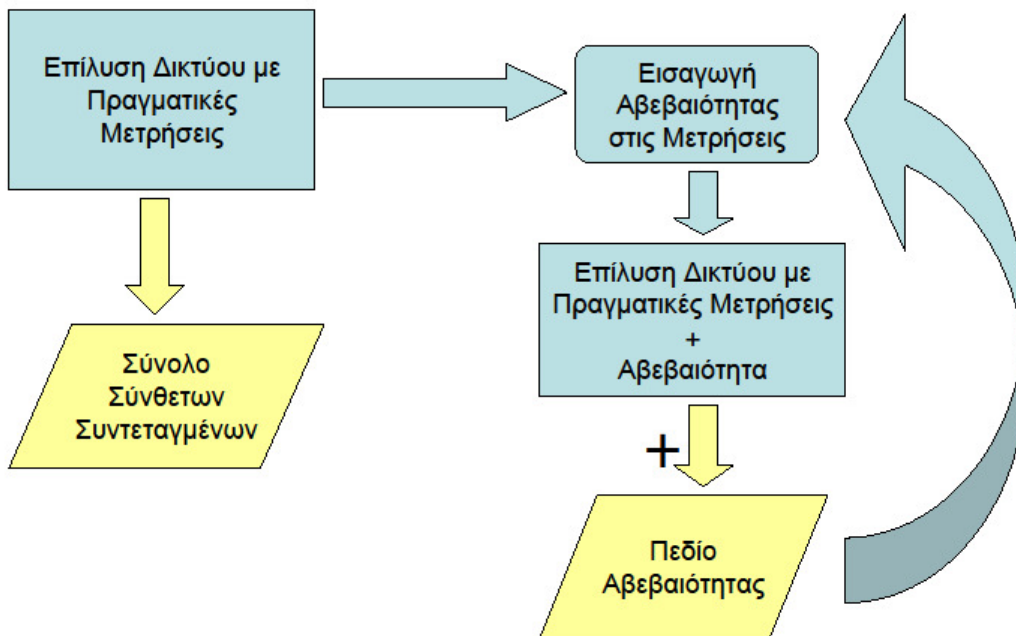 Επίλυση Δικτύου με
Πραγματικές
Μετρήσεις
Εισαγωγή
Αβεβαιότητας
στις Μετρήσεις
Επίλυση Δικτύου με
Πραγματικές Μετρήσεις
+
Αβεβαιότητα
Σύνολο
Σύνθετων
Συντεταγμένων
+
Πεδίο
Αβεβαιότητας